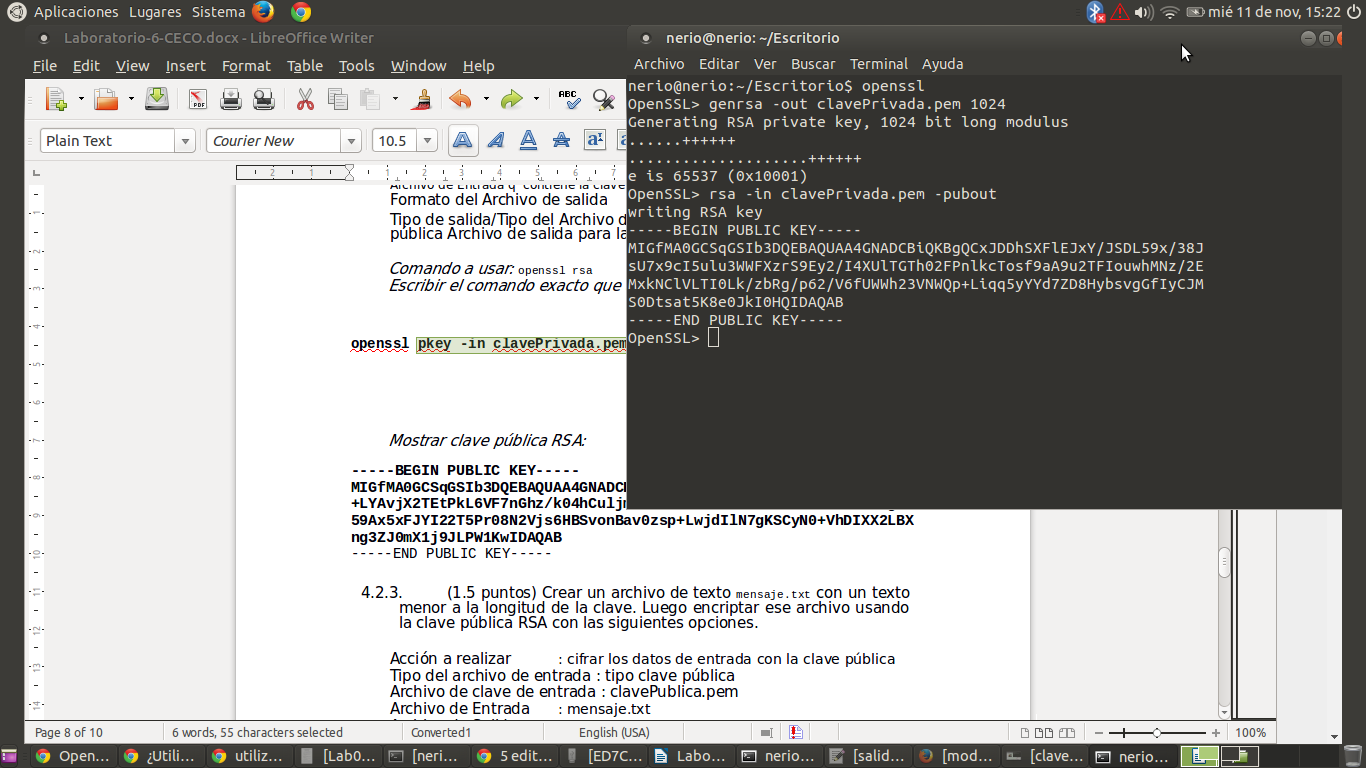 Aplicaciones Lugares Sistema mié 11 de nov, 15:22
Laboratorio-6-CECO.docx - LibreOffice Writer
File Edit View Insert Format Table Tools Window Help
Plain Text Courier New 10.5
Archivo de Entrada q contiene la clave
Formato del Archivo de salida
Tipo de salida/Tipo del Archivo d
pública Archivo de salida para la
Comando a usar: openssl rsa
Escribir el comando exacto que
openssl pkey -in clavePrivada.pem
Mostrar clave pública RSA:
-----BEGIN PUBLIC KEY-----
MIGfMA0GCSqGSIb3DQEBAQUAA4GNADC
+LYAvjX2TEtPkL6VF7nGhz/k04hCulj
59Ax5xFJYI22T5Pr08N2Vjs6HBSvonBav0zsp+LwjdIlN7gKSCyN0+VhDIXX2LBX
ng3ZJ0mX1j9JLPW1KwIDAQAB
-----END PUBLIC KEY-----
4.2.3. (1.5 puntos) Crear un archivo de texto mensaje.txt con un texto
menor a la longitud de la clave. Luego encriptar ese archivo usando
la clave pública RSA con las siguientes opciones.
Acción a realizar : cifrar los datos de entrada con la clave pública
Tipo del archivo de entrada : tipo clave pública
Archivo de clave de entrada : clavePublica.pem
Archivo de Entrada : mensaje.txt
Page 8 of 10 6 words, 55 characters selected Converted1 English (USA) 100%
nerio@nerio: ~/Escritorio
Archivo Editar Ver Buscar Terminal Ayuda
nerio@nerio:~/Escritorio$ openssl
OpenSSL> genrsa -out clavePrivada.pem 1024
Generating RSA private key, 1024 bit long modulus
......++++++
....................++++++
e is 65537 (0x10001)
OpenSSL> rsa -in clavePrivada.pem -pubout
writing RSA key
-----BEGIN PUBLIC KEY-----
MIGfMA0GCSqGSIb3DQEBAQUAA4GNADCBiQKBgQCxJDDhSXFlEJxY/JSDL59x/38J
sU7x9cI5ulu3WWFXzrS9Ey2/I4XUlTGTh02FPnlkcTosf9aA9u2TFIouwhMNz/2E
MxkNClVLTI0Lk/zbRg/p62/V6fUWWh23VNWQp+Liqq5yYYd7ZD8HybsvgGfIyCJM
S0Dtsat5K8e0JkI0HQIDAQAB
-----END PUBLIC KEY-----
OpenSSL>
Open... ¿Utili... utiliz... [Lab0... [neri... 5 edit... [ED7C... Labo... nerio... [salid... [mod... [clave... nerio...